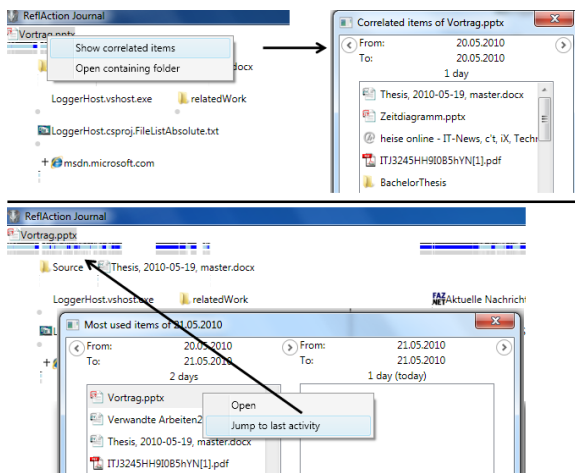 ReflAction Journal
Vortrag.pptx
Show correlated items
Open containing folder
docx
LoggerHost.vshost.exe
relatedWork
LoggerHost.csproj.FileListAbsolute.txt
+ msdn.microsoft.com
Correlated items of Vortrag.pptx
From: 20.05.2010
To: 20.05.2010
1 day
Thesis, 2010-05-19, master.docx
Zeitdiagramm.pptx
heise online - IT-News, c't, iX, Techn
ITJ3245HH9I0B5hYN[1].pdf
BachelorThesis
ReflAction Journal
Vortrag.pptx
Source
Thesis, 2010-05-19, master.docx
LoggerHost.vshost.exe
relatedWork
FAZ NET Aktuelle Nachricht
Most used items of 21.05.2010
From: 20.05.2010
To: 21.05.2010
2 days
From: 21.05.2010
To: 21.05.2010
1 day (today)
Vortrag.pptx
Verwandte Arbeiten2
Thesis, 2010-05-19, master.docx
ITJ3245HH9I0B5hYN[1].pdf
Open
Jump to last activity